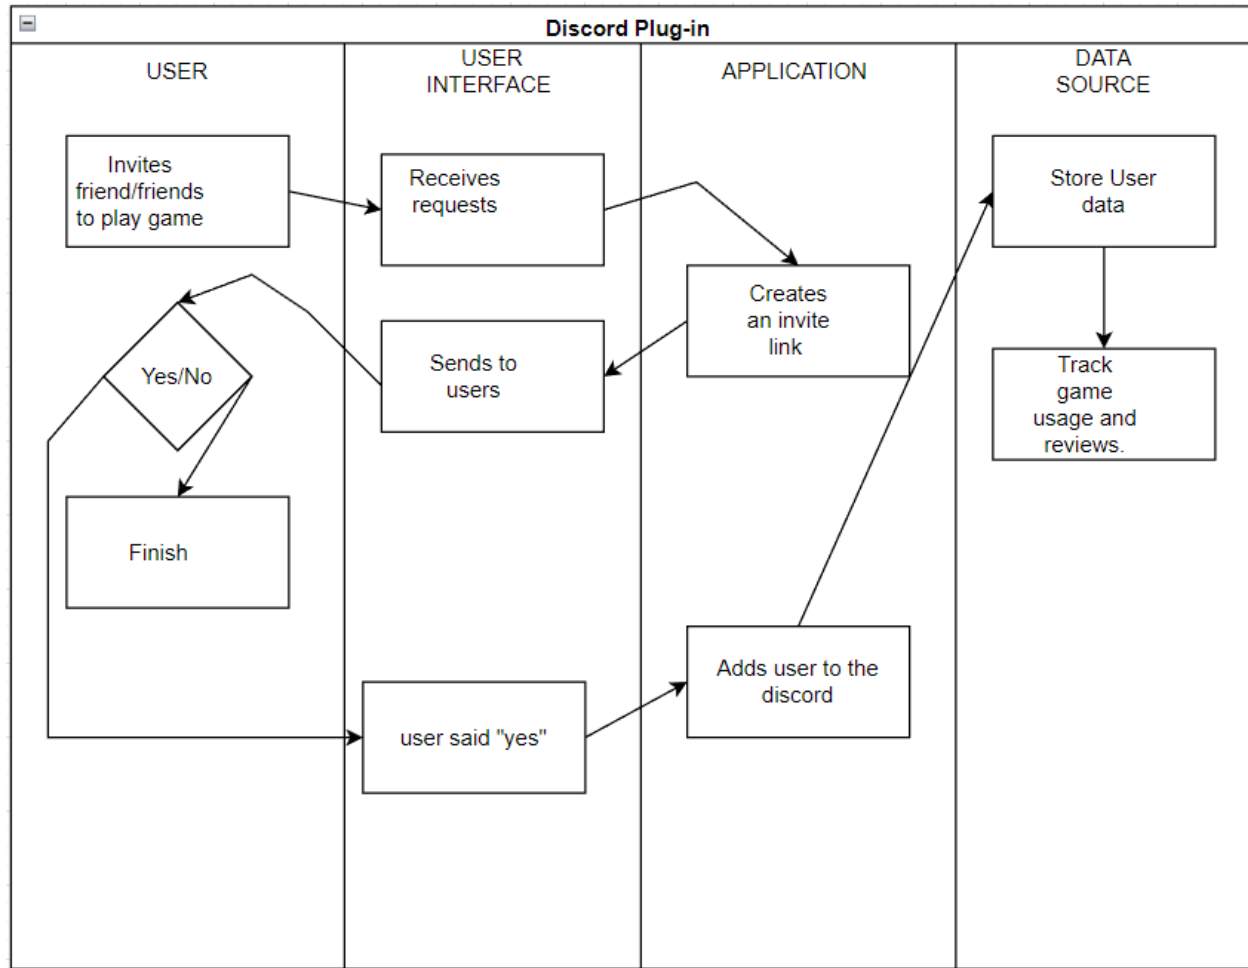 Discord Plug-in
USER
USER
INTERFACE
APPLICATION
DATA
SOURCE
Invites
friend/friends
to play game
Receives
requests
Store User
data
Creates
an invite
link
Yes/No
Sends to
users
Track
game
usage and
reviews.
Finish
Adds user to the
discord
user said "yes"